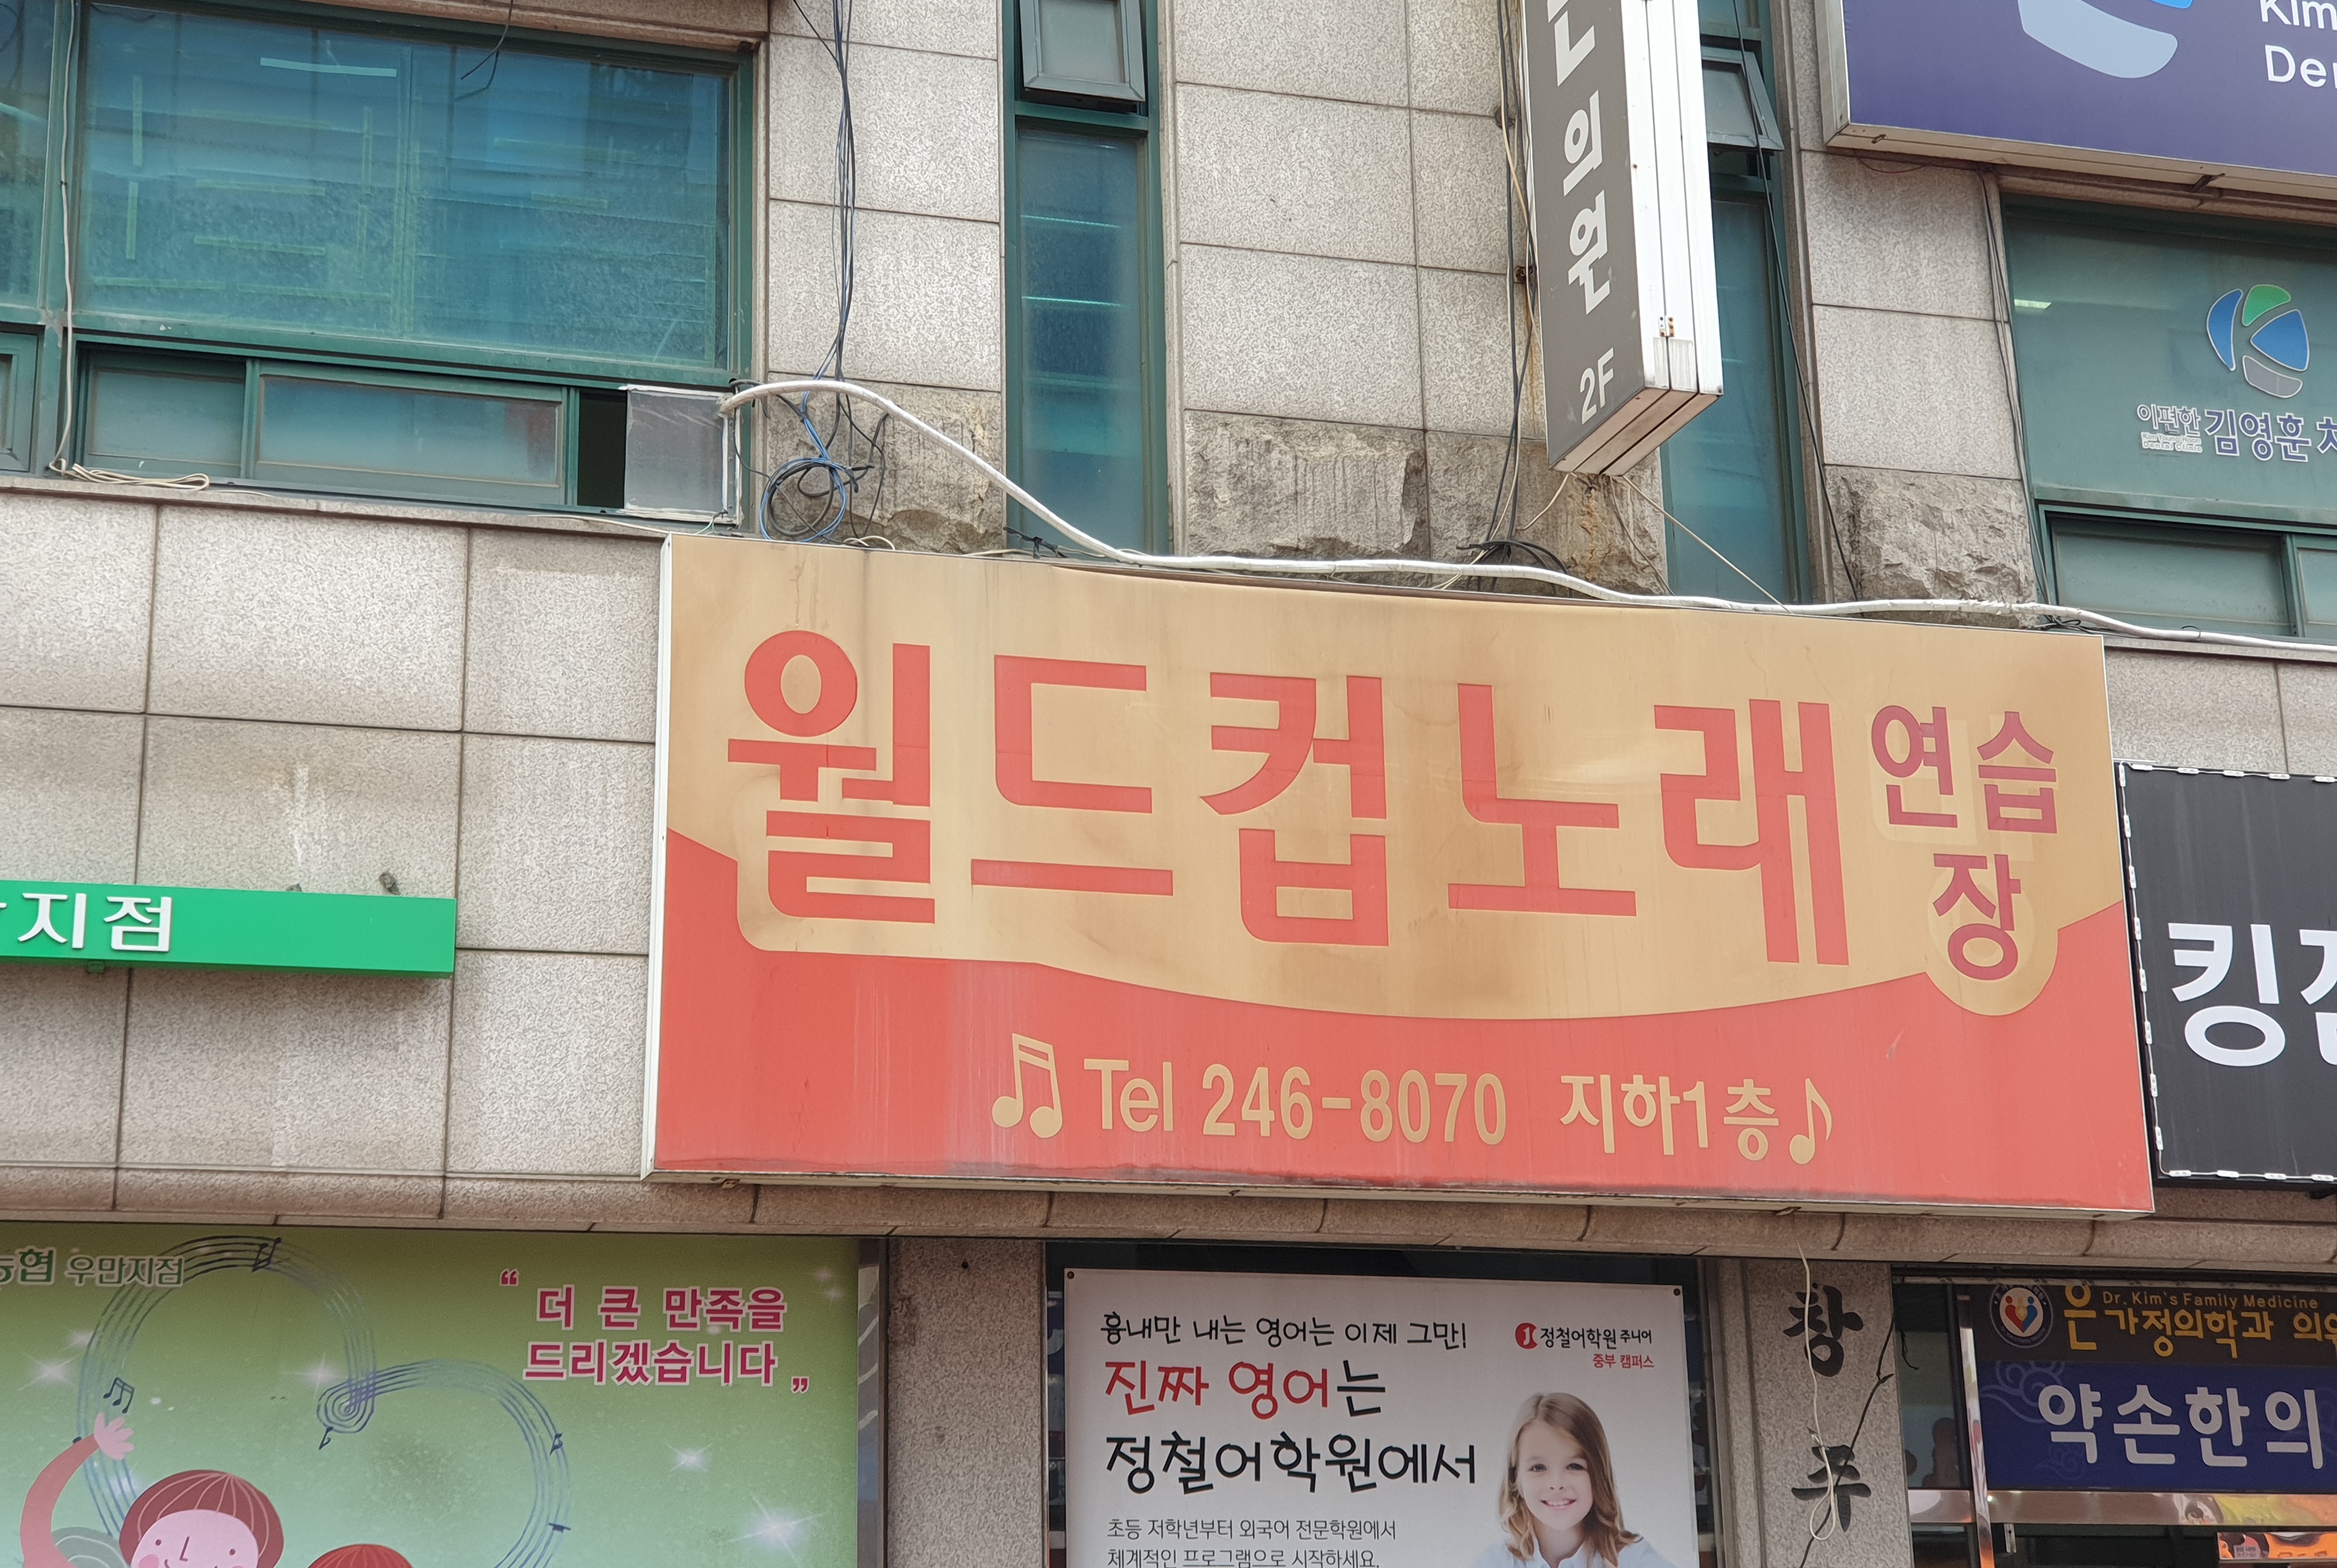 Kim
의원
2F
이편한 김영훈
월드컵노래
연습
장
Tel 246-8070 지하1층
지점
킹
협 우만지점
“더 큰 만족을
드리겠습니다”
흉내만 내는 영어는 이제 그만!
정철어학원 주니어
중부 캠퍼스
진짜 영어는
정철어학원에서
초등 저학년부터 외국어 전문학원에서
체계적인 프로그램으로 시작하세요.
창
주
Dr. Kim's Family Medicine
은가정의학과 의원
약손한의